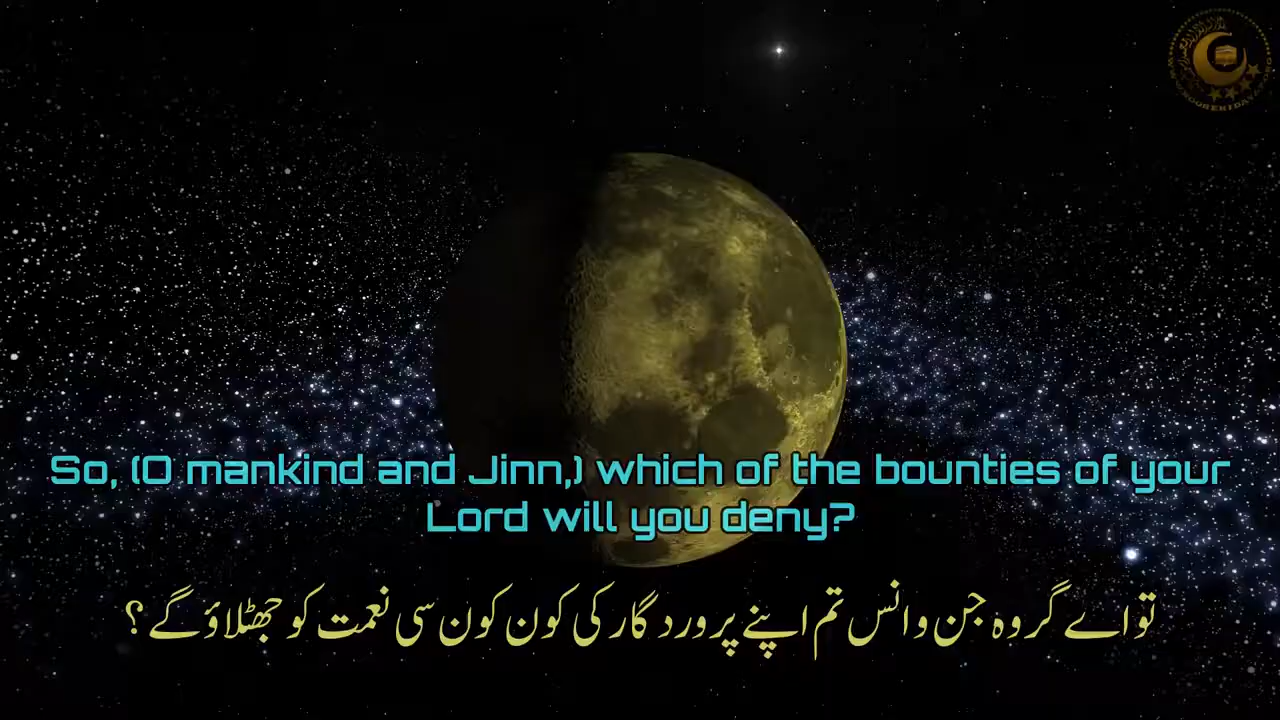 So, (O mankind and Jinn,) which of the bounties of your
Lord will you deny?
تو اے گروہ جن و انس تم اپنے پروردگار کی کون کون سی نعمت کو جھٹلاؤ گے ؟